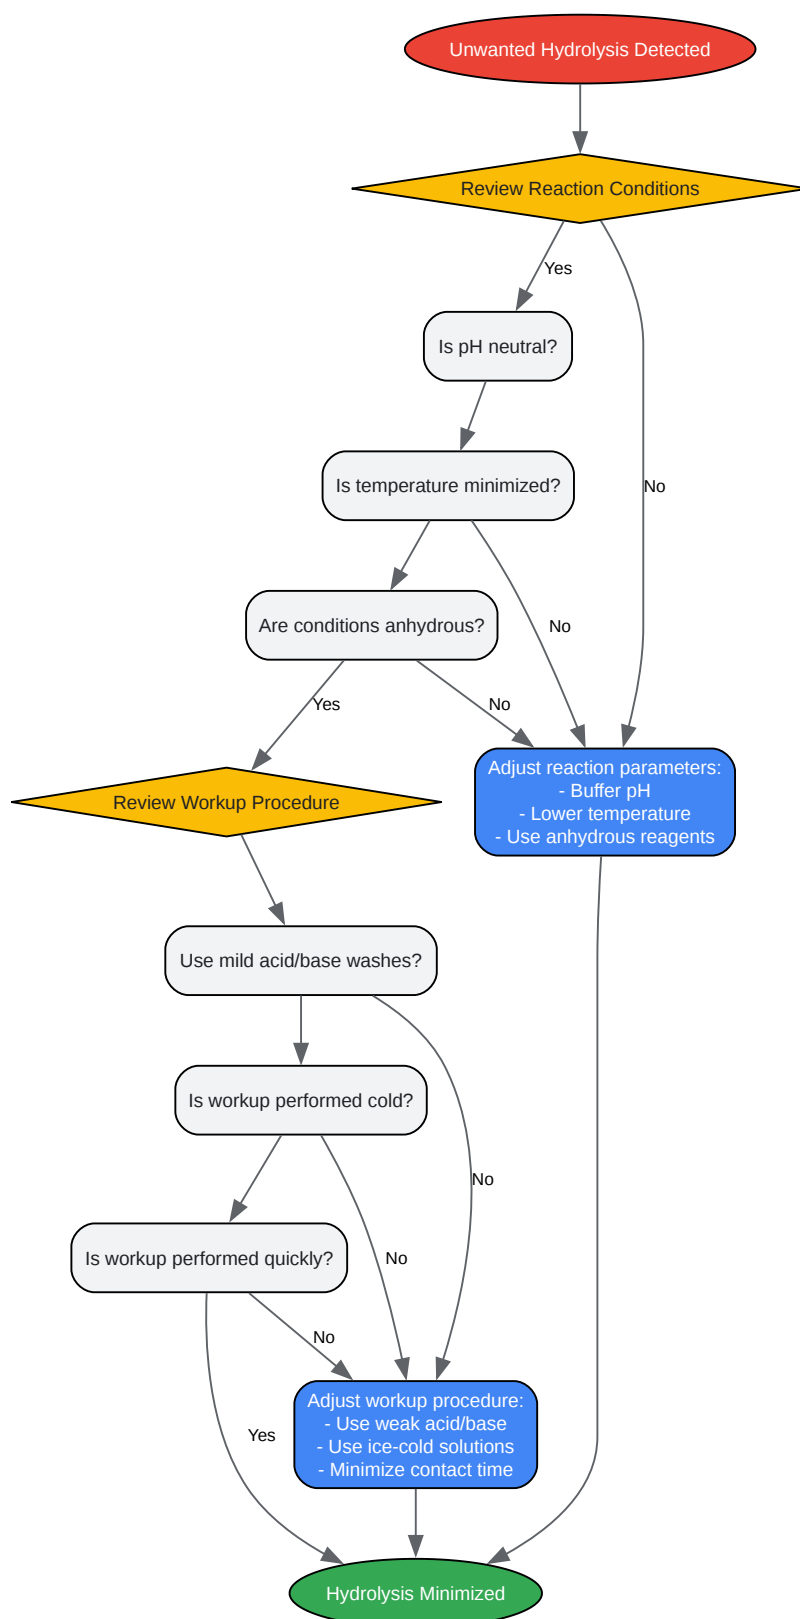 Unwanted Hydrolysis Detected
Review Reaction Conditions
Yes
Is pH neutral?
Is temperature minimized?
No
Are conditions anhydrous?
No
Yes
No
Adjust reaction parameters:
- Buffer pH
- Lower temperature
- Use anhydrous reagents
Review Workup Procedure
Use mild acid/base washes?
Is workup performed cold?
No
Is workup performed quickly?
No
No
Adjust workup procedure:
- Use weak acid/base
- Use ice-cold solutions
- Minimize contact time
Yes
Hydrolysis Minimized